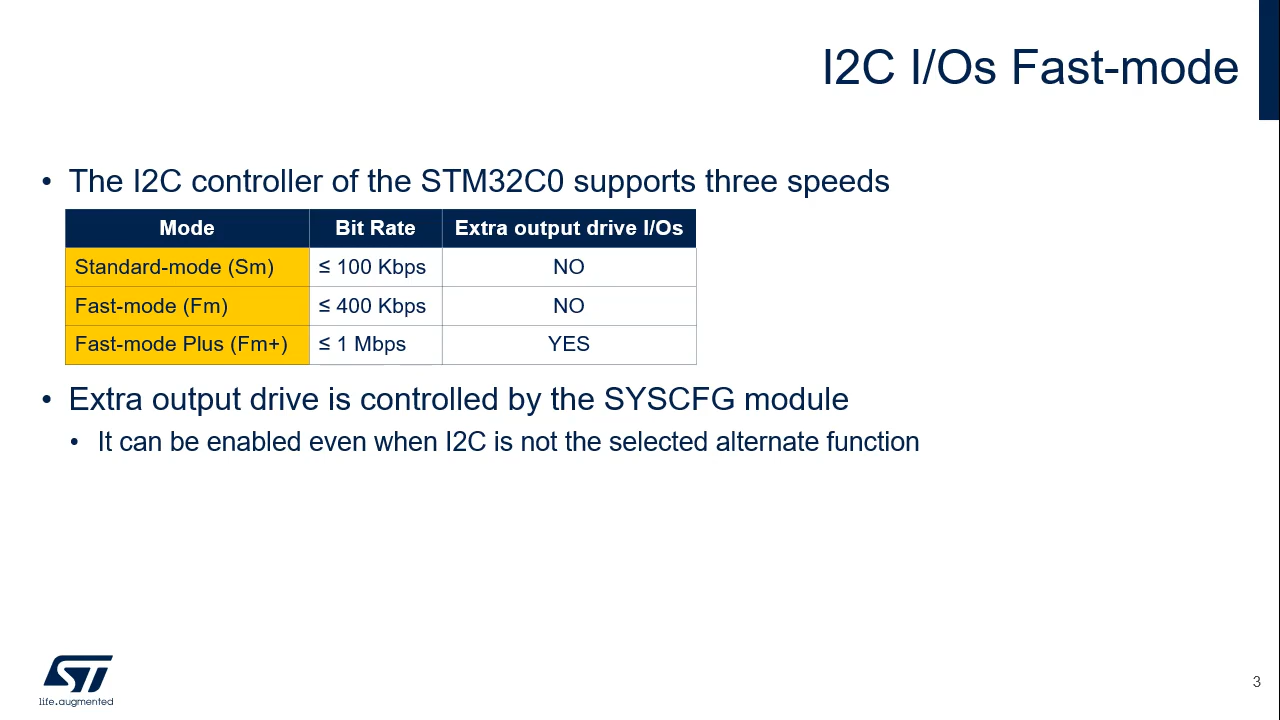 I2C I/Os Fast-mode
• The I2C controller of the STM32C0 supports three speeds
Mode Bit Rate Extra output drive I/Os
Standard-mode (Sm) ≤ 100 Kbps NO
Fast-mode (Fm) ≤ 400 Kbps NO
Fast-mode Plus (Fm+) ≤ 1 Mbps YES
• Extra output drive is controlled by the SYSCFG module
• It can be enabled even when I2C is not the selected alternate function
ST
life.augmented
3